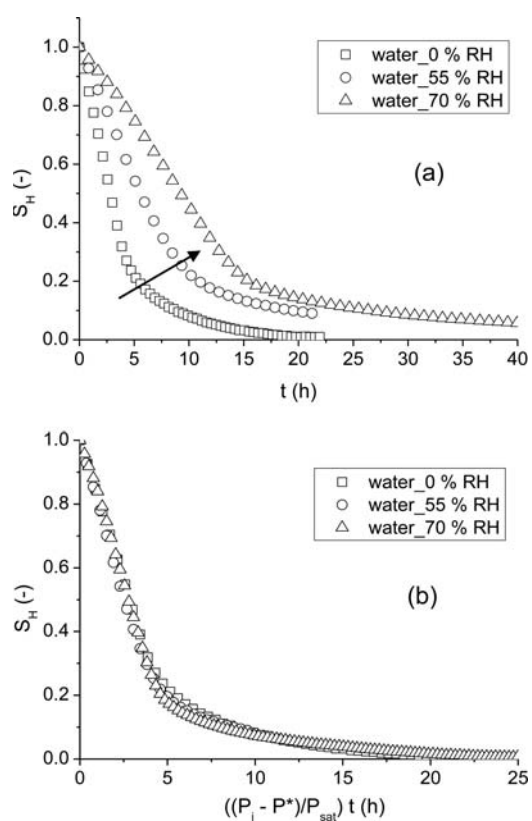 1.0
0.8
0.6
0.4
0.2
0.0
S_H (-)
water_0 % RH
water_55 % RH
water_70 % RH
(a)
0 5 10 15 20 25 30 35 40
t (h)
1.0
0.8
0.6
0.4
0.2
0.0
S_H (-)
water_0 % RH
water_55 % RH
water_70 % RH
(b)
0 5 10 15 20 25
((P_i - P*)/P_sat) t (h)